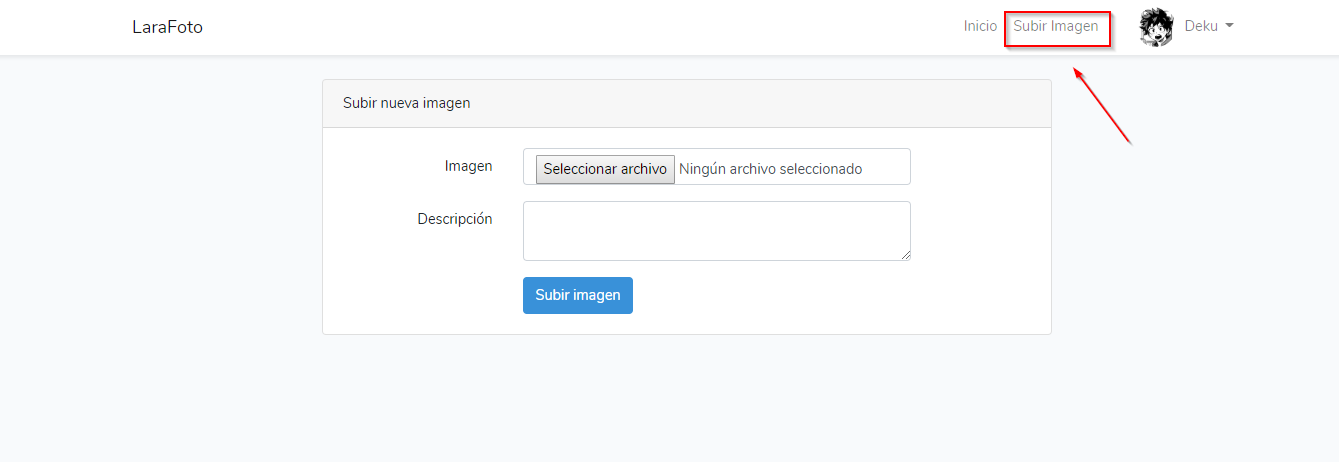 LaraFoto Inicio Subir Imagen Deku
Subir nueva imagen
Imagen Seleccionar archivo Ningún archivo seleccionado
Descripción
Subir imagen